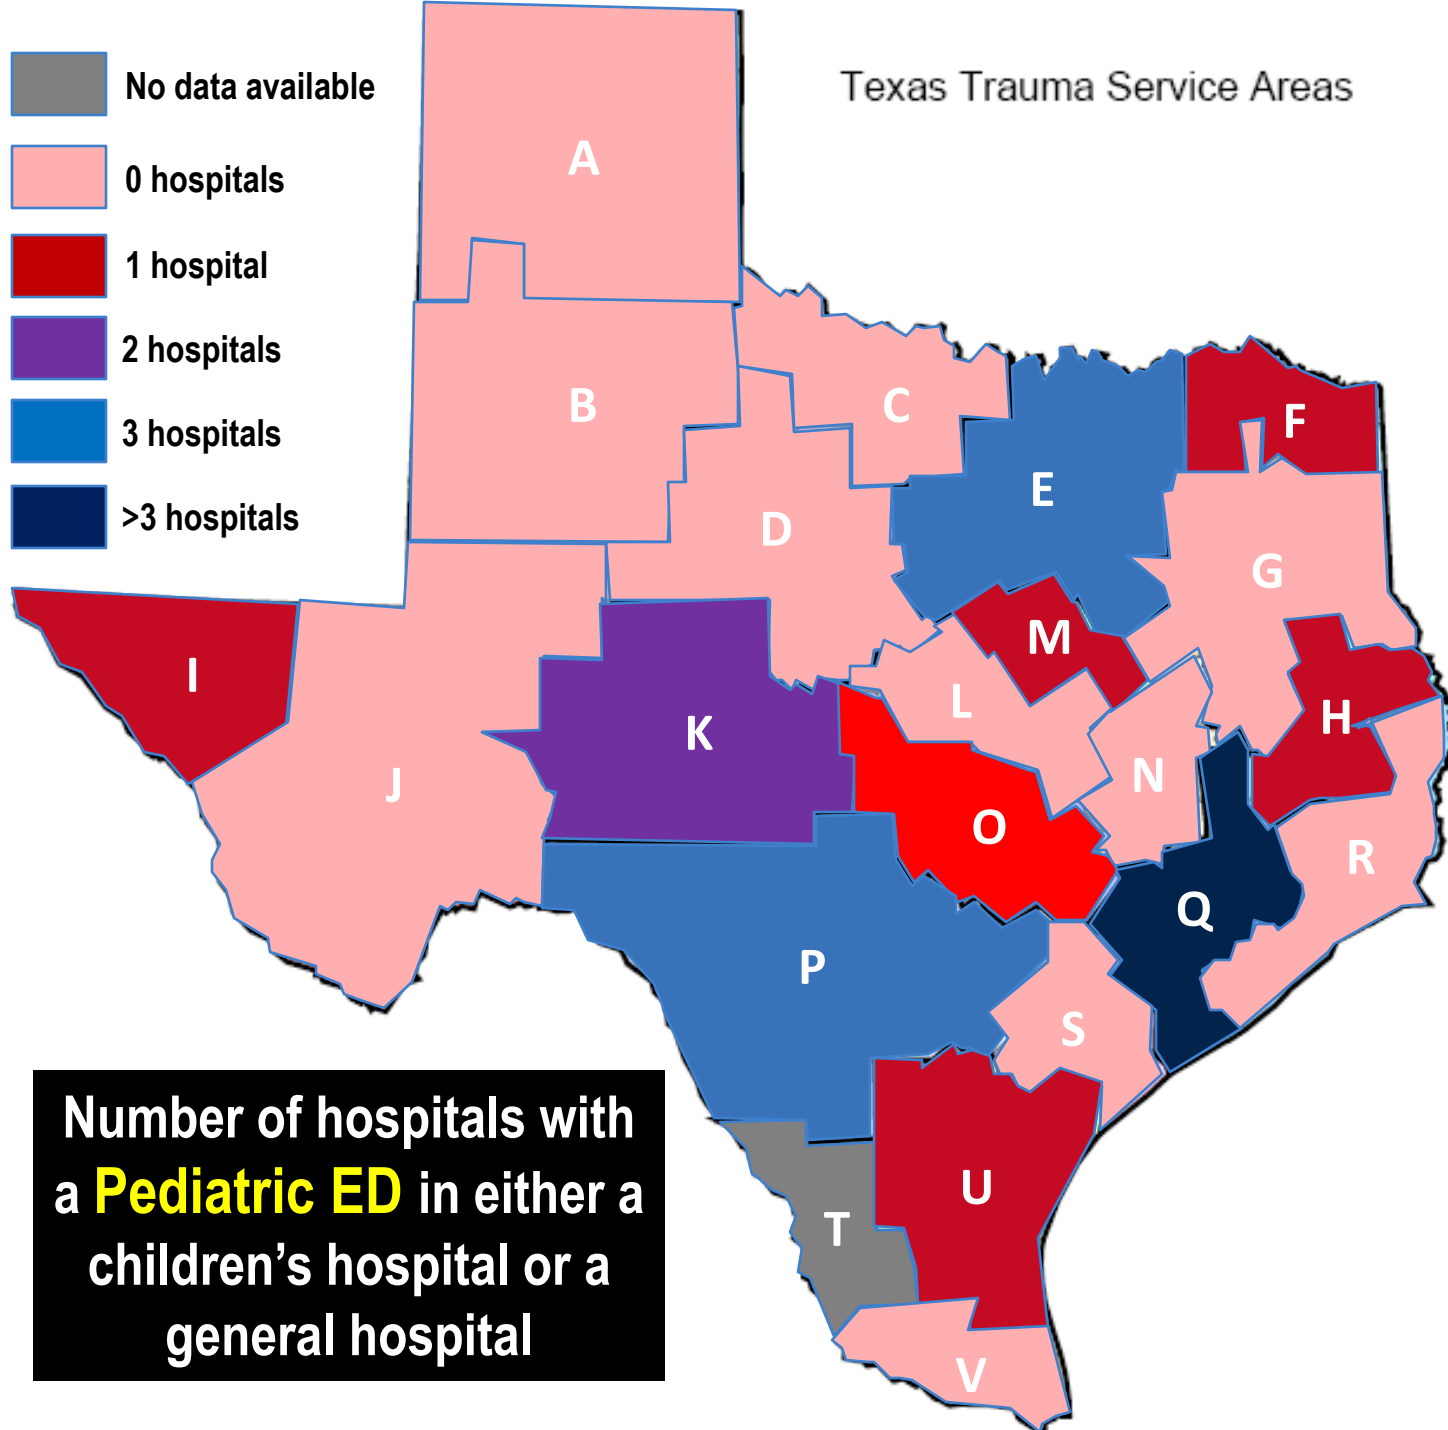 Texas Trauma Service Areas
No data available
0 hospitals
1 hospital
2 hospitals
3 hospitals
>3 hospitals
A
B
C
D
E
F
G
H
I
J
K
L
M
N
O
P
Q
R
S
T
U
V
Number of hospitals with
a Pediatric ED in either a
children’s hospital or a
general hospital